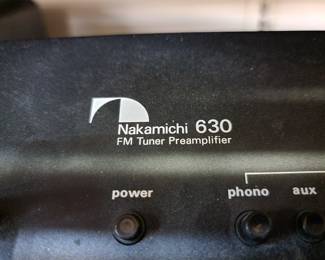 Nakamichi 630
FM Tuner Preamplifier
power phono aux